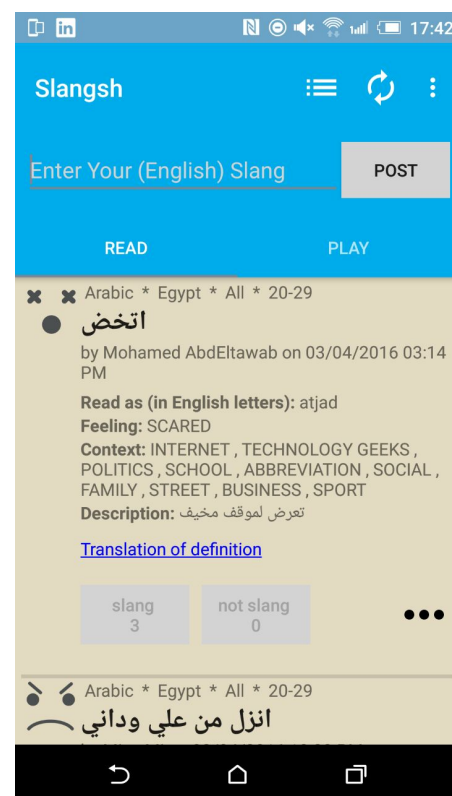 in
17:42
Slangsh
Enter Your (English) Slang
POST
READ
PLAY
Arabic * Egypt * All * 20-29
اتخض
by Mohamed AbdEltawab on 03/04/2016 03:14
PM
Read as (in English letters): atjad
Feeling: SCARED
Context: INTERNET , TECHNOLOGY GEEKS ,
POLITICS , SCHOOL , ABBREVIATION , SOCIAL ,
FAMILY , STREET , BUSINESS , SPORT
Description: تعرض لموقف مخيف
Translation of definition
slang
3
not slang
0
Arabic * Egypt * All * 20-29
انزل من علي وداني